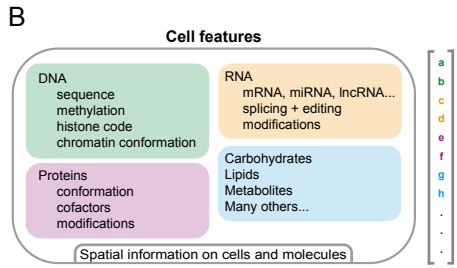 B
Cell features
DNA
sequence
methylation
histone code
chromatin conformation
RNA
mRNA, miRNA, lncRNA...
splicing + editing
modifications
Proteins
conformation
cofactors
modifications
Carbohydrates
Lipids
Metabolites
Many others...
Spatial information on cells and molecules
a
b
c
d
e
f
g
h
.
.
.